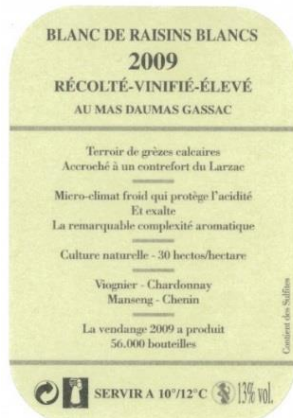 BLANC DE RAISINS BLANCS
2009
RÉCOLTÉ-VINIFIÉ-ÉLEVÉ
AU MAS DAUMAS GASSAC
Terroir de grèzes calcaires
Accroché à un contrefort du Larzac
Micro-climat froid qui protège l'acidité
Et exalte
La remarquable complexité aromatique
Culture naturelle - 30 hectos/hectare
Viognier - Chardonnay
Manseng - Chenin
La vendange 2009 a produit
56.000 bouteilles
Contient des Sulfites
SERVIR A 10°/12°C 13% vol.